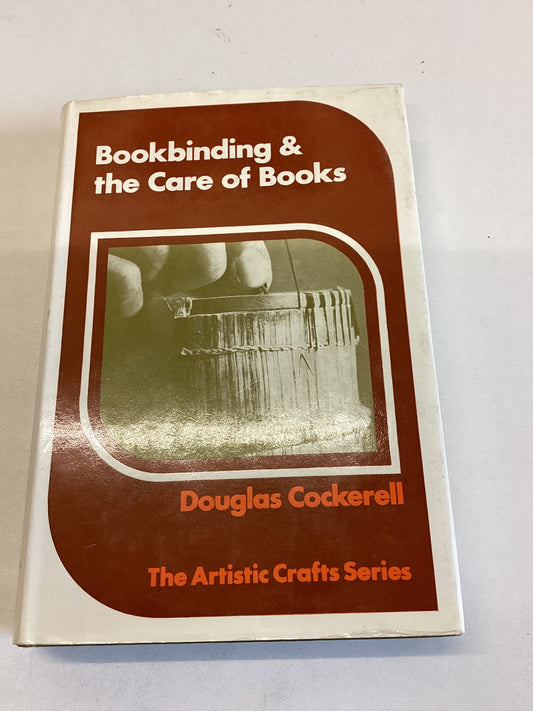 Bookbinding &
the Care of Books
Douglas Cockerell
The Artistic Crafts Series